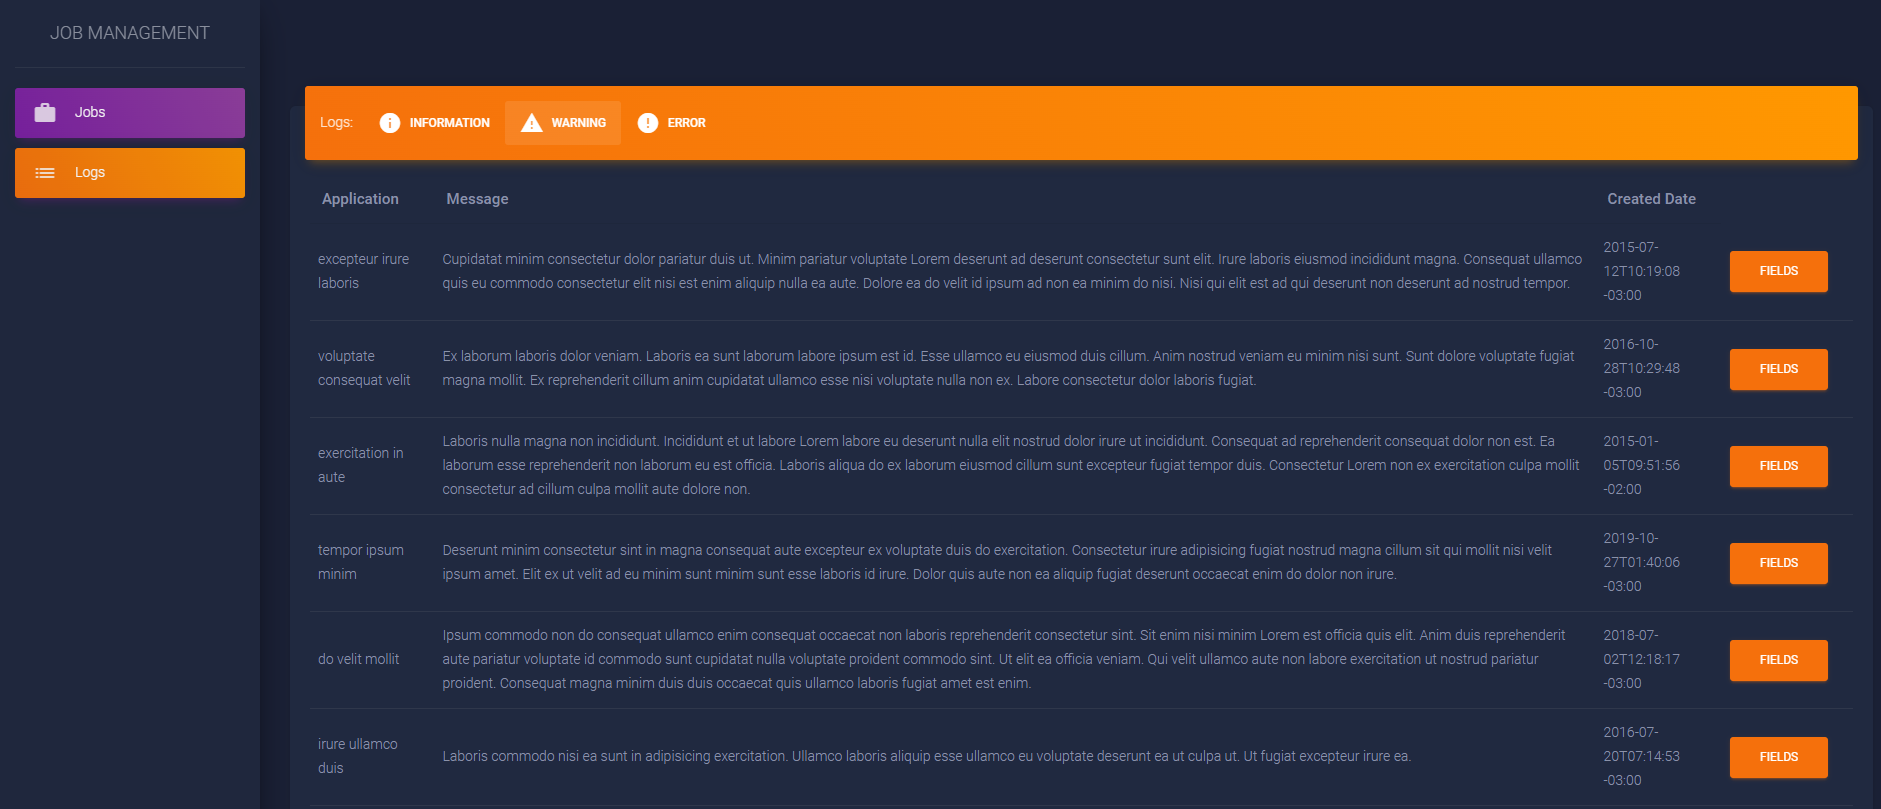 JOB MANAGEMENT
Jobs
Logs
Logs:
INFORMATION
WARNING
ERROR
Application
Message
Created Date
excepteur irure
laboris
Cupidatat minim consectetur dolor pariatur duis ut. Minim pariatur voluptate Lorem deserunt ad deserunt consectetur sunt elit. Irure laboris eiusmod incididunt magna. Consequat ullamco
quis eu commodo consectetur elit nisi est enim aliquip nulla ea aute. Dolore ea do velit id ipsum ad non ea minim do nisi. Nisi qui elit est ad qui deserunt non deserunt ad nostrud tempor.
2015-07-
12T10:19:08
-03:00
FIELDS
voluptate
consequat velit
Ex laborum laboris dolor veniam. Laboris ea sunt laborum labore ipsum est id. Esse ullamco eu eiusmod duis cillum. Anim nostrud veniam eu minim nisi sunt. Sunt dolore voluptate fugiat
magna mollit. Ex reprehenderit cillum anim cupidatat ullamco esse nisi voluptate nulla non ex. Labore consectetur dolor laboris fugiat.
2016-10-
28T10:29:48
-03:00
FIELDS
exercitation in
aute
Laboris nulla magna non incididunt. Incididunt et ut labore Lorem labore eu deserunt nulla elit nostrud dolor irure ut incididunt. Consequat ad reprehenderit consequat dolor non est. Ea
laborum esse reprehenderit non laborum eu est officia. Laboris aliqua do ex laborum eiusmod cillum sunt excepteur fugiat tempor duis. Consectetur Lorem non ex exercitation culpa mollit
consectetur ad cillum culpa mollit aute dolore non.
2015-01-
05T09:51:56
-02:00
FIELDS
tempor ipsum
minim
Deserunt minim consectetur sint in magna consequat aute excepteur ex voluptate duis do exercitation. Consectetur irure adipisicing fugiat nostrud magna cillum sit qui mollit nisi velit
ipsum amet. Elit ex ut velit ad eu minim sunt minim sunt esse laboris id irure. Dolor quis aute non ea aliquip fugiat deserunt occaecat enim do dolor non irure.
2019-10-
27T01:40:06
-03:00
FIELDS
do velit mollit
Ipsum commodo non do consequat ullamco enim consequat occaecat non laboris reprehenderit consectetur sint. Sit enim nisi minim Lorem est officia quis elit. Anim duis reprehenderit
aute pariatur voluptate id commodo sunt cupidatat nulla voluptate proident commodo sint. Ut elit ea officia veniam. Qui velit ullamco aute non labore exercitation ut nostrud pariatur
proident. Consequat magna minim duis duis occaecat quis ullamco laboris fugiat amet est enim.
2018-07-
02T12:18:17
-03:00
FIELDS
irure ullamco
duis
Laboris commodo nisi ea sunt in adipisicing exercitation. Ullamco laboris aliquip esse ullamco eu voluptate deserunt ea ut culpa ut. Ut fugiat excepteur irure ea.
2016-07-
20T07:14:53
-03:00
FIELDS